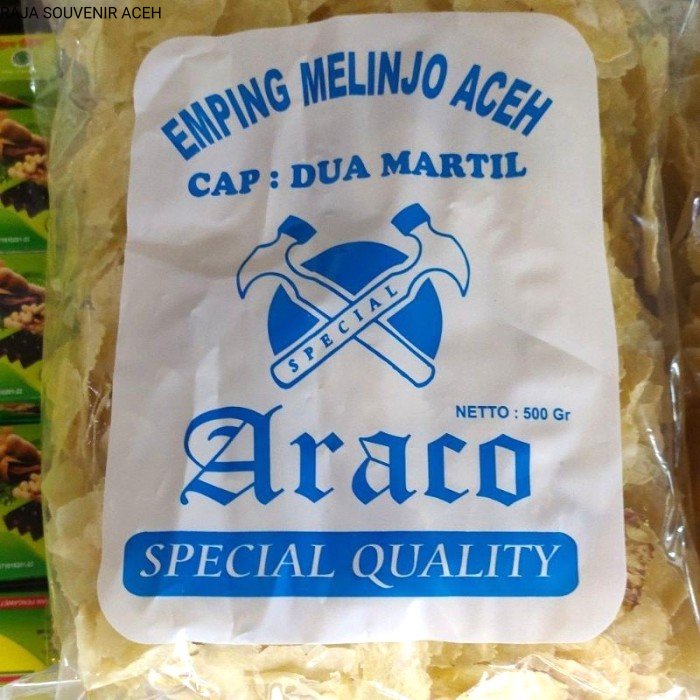 RAJA SOUVENIR ACEH
EMPING MELINJO ACEH
CAP : DUA MARTIL
SPECIAL
NETTO : 500 Gr
Araco
SPECIAL QUALITY